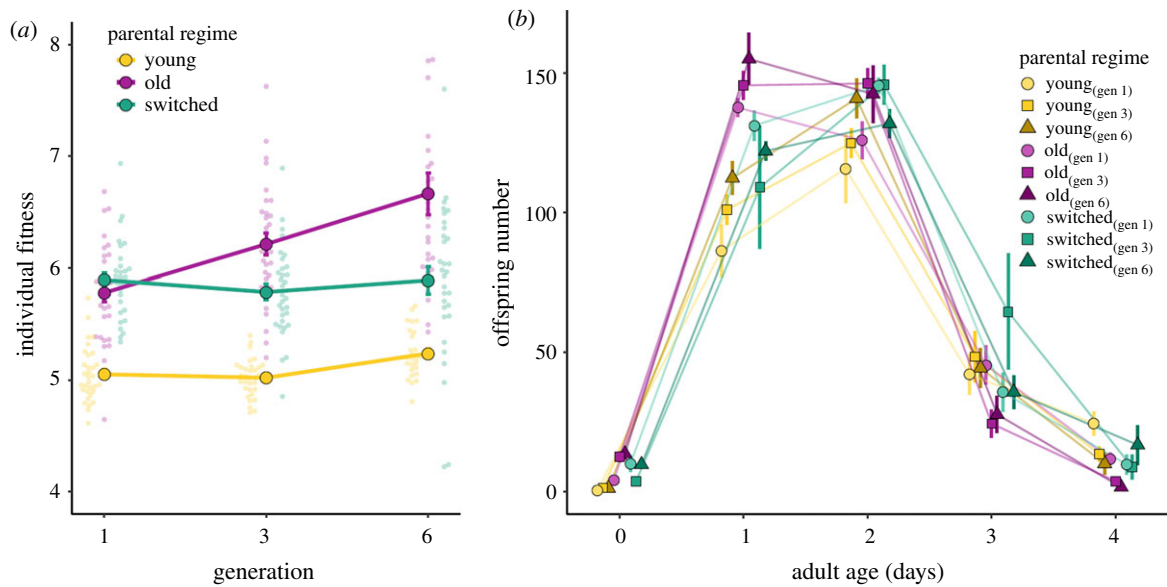 (a)
parental regime
young
old
switched
individual fitness
8
7
6
5
4
1 3 6
generation
(b)
parental regime
young(gen 1)
young(gen 3)
young(gen 6)
old(gen 1)
old(gen 3)
old(gen 6)
switched(gen 1)
switched(gen 3)
switched(gen 6)
offspring number
150
100
50
0
0 1 2 3 4
adult age (days)